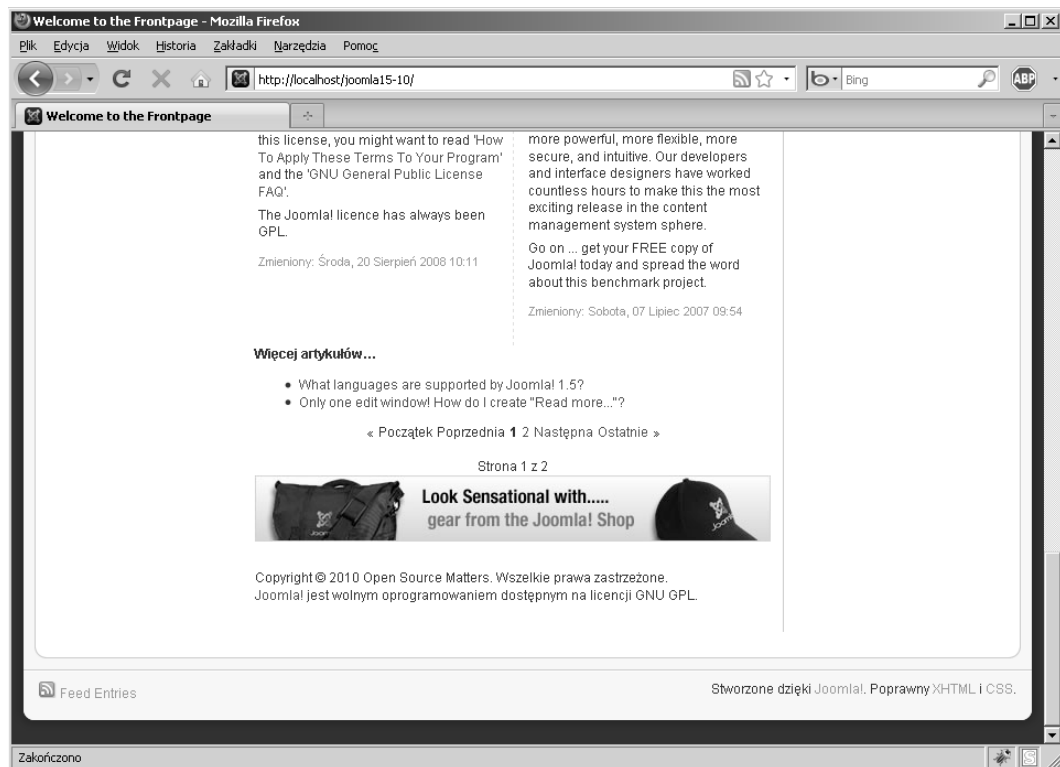 Welcome to the Frontpage - Mozilla Firefox
Plik Edycja Widok Historia Zakładki Narzędzia Pomoc
http://localhost/joomla15-10/
Bing
ABP
Welcome to the Frontpage
this license, you might want to read 'How
To Apply These Terms To Your Program'
and the 'GNU General Public License
FAQ'.
The Joomla! licence has always been
GPL.
Zmieniony: Środa, 20 Sierpień 2008 10:11
more powerful, more flexible, more
secure, and intuitive. Our developers
and interface designers have worked
countless hours to make this the most
exciting release in the content
management system sphere.
Go on ... get your FREE copy of
Joomla! today and spread the word
about this benchmark project.
Zmieniony: Sobota, 07 Lipiec 2007 09:54
Więcej artykułów...
• What languages are supported by Joomla! 1.5?
• Only one edit window! How do I create "Read more..."?
« Początek Poprzednia 1 2 Następna Ostatnie »
Strona 1 z 2
Look Sensational with.....
gear from the Joomla! Shop
Copyright © 2010 Open Source Matters. Wszelkie prawa zastrzeżone.
Joomla! jest wolnym oprogramowaniem dostępnym na licencji GNU GPL.
Feed Entries
Stworzone dzięki Joomla!. Poprawny XHTML i CSS.
Zakończono